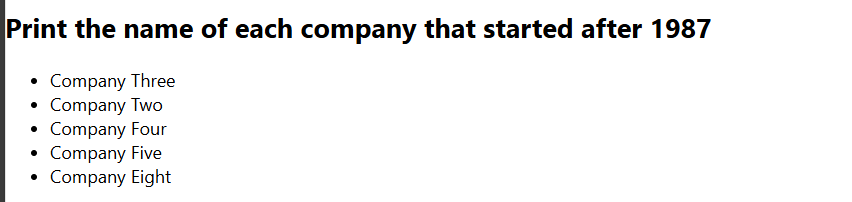 Print the name of each company that started after 1987
• Company Three
• Company Two
• Company Four
• Company Five
• Company Eight